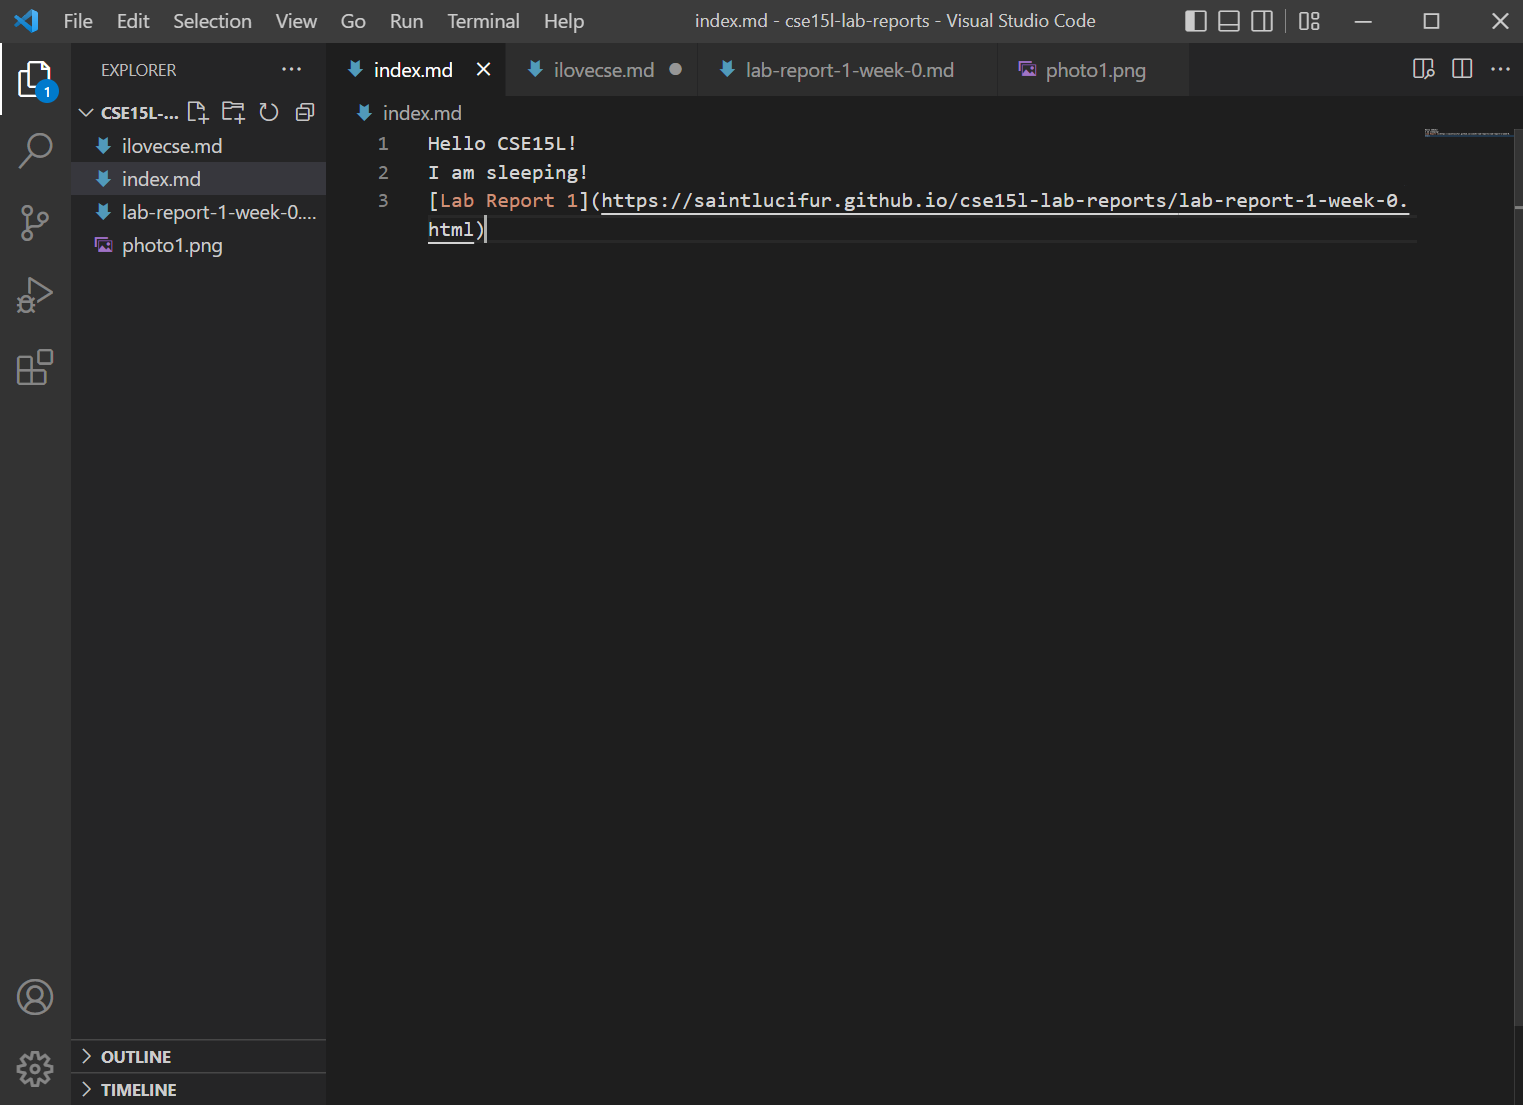 File Edit Selection View Go Run Terminal Help index.md - cse15l-lab-reports - Visual Studio Code
EXPLORER
index.md ilovecse.md lab-report-1-week-0.md photo1.png
1
CSE15L-...
ilovecse.md
index.md
lab-report-1-week-0....
photo1.png
index.md
1 Hello CSE15L!
2 I am sleeping!
3 [Lab Report 1](https://saintlucifur.github.io/cse15l-lab-reports/lab-report-1-week-0.
html)
OUTLINE
TIMELINE